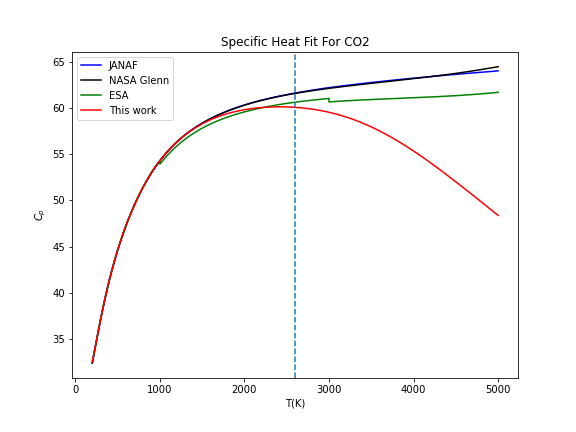 Specific Heat Fit For CO2
65
60
55
50
45
40
35
C_p
JANAF
NASA Glenn
ESA
This work
0
1000
2000
3000
4000
5000
T(K)